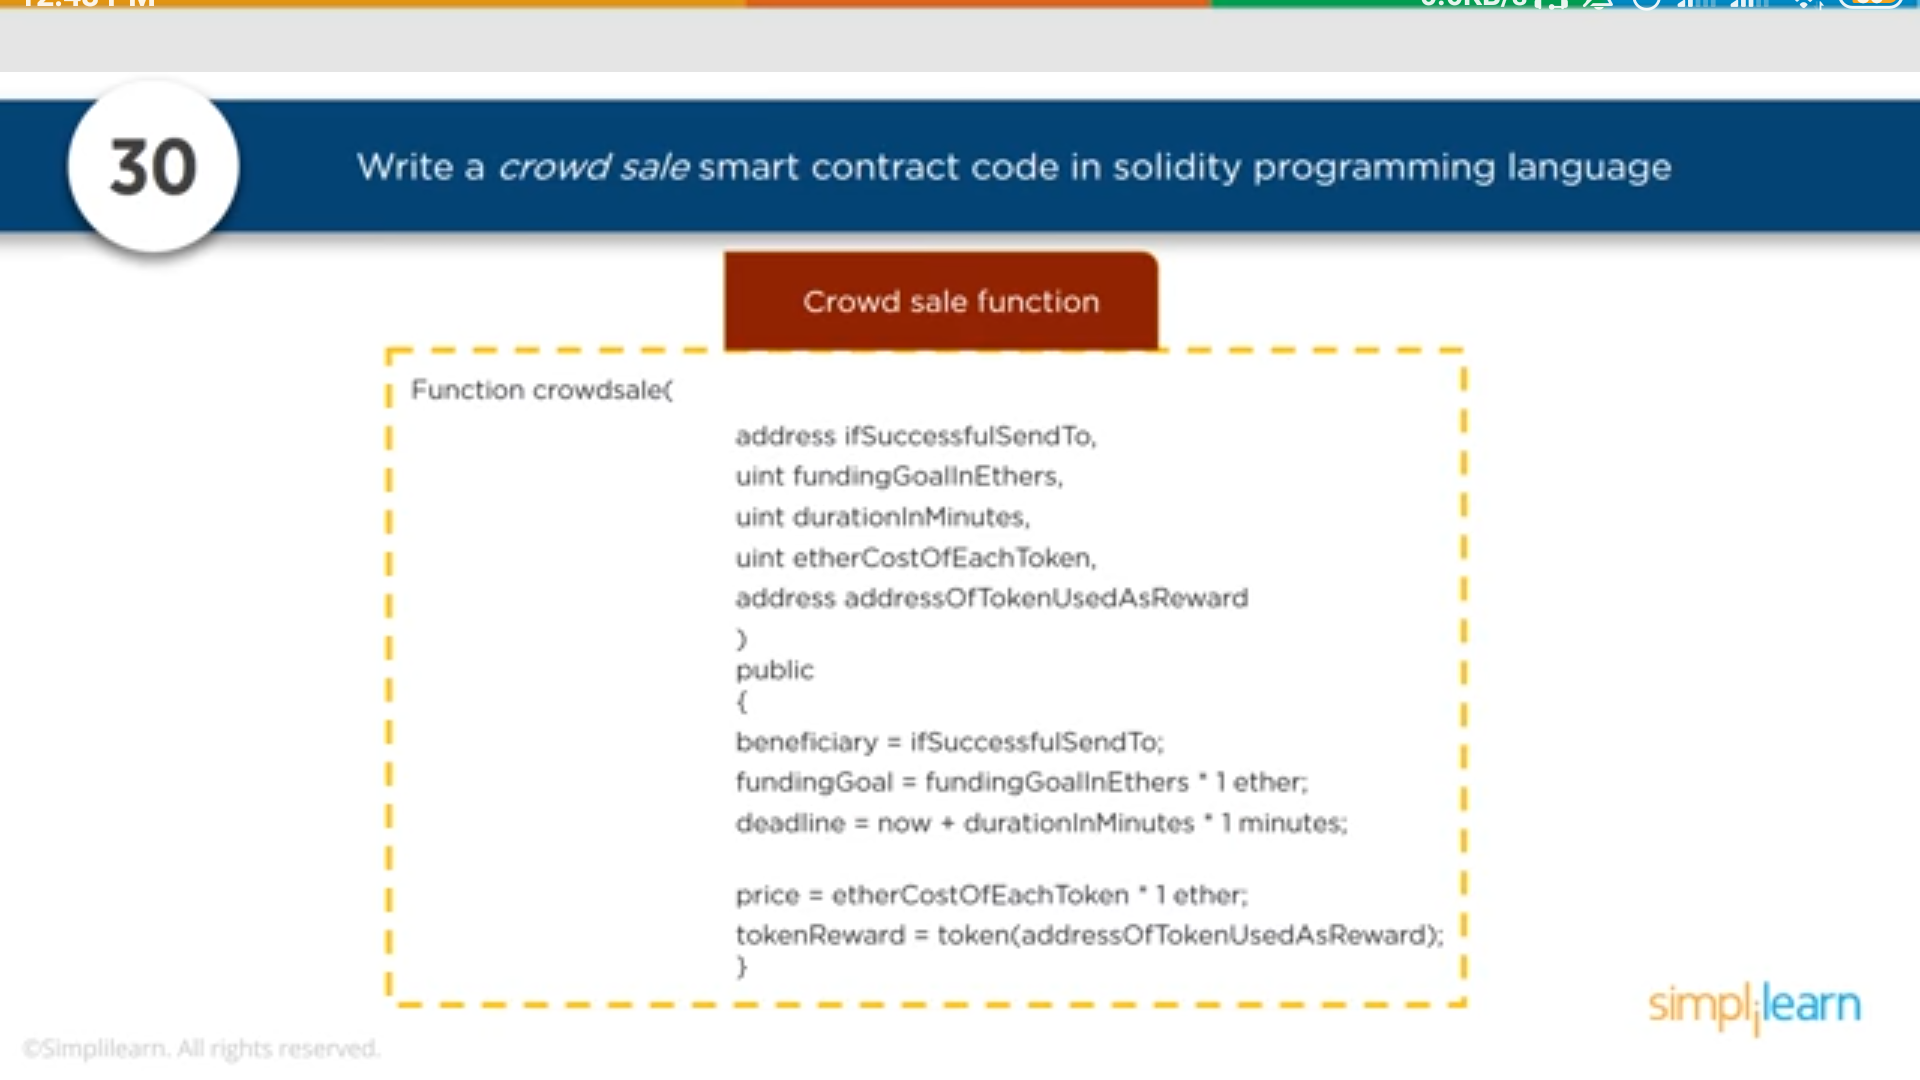 30
Write a crowd sale smart contract code in solidity programming language
Crowd sale function
Function crowdsale(
address ifSuccessfulSendTo,
uint fundingGoalInEthers,
uint durationInMinutes,
uint etherCostOfEachToken,
address addressOfTokenUsedAsReward
)
public
{
beneficiary = ifSuccessfulSendTo;
fundingGoal = fundingGoalInEthers * 1 ether;
deadline = now + durationInMinutes * 1 minutes;
price = etherCostOfEachToken * 1 ether;
tokenReward = token(addressOfTokenUsedAsReward);
}
simplilearn
©Simplilearn. All rights reserved.